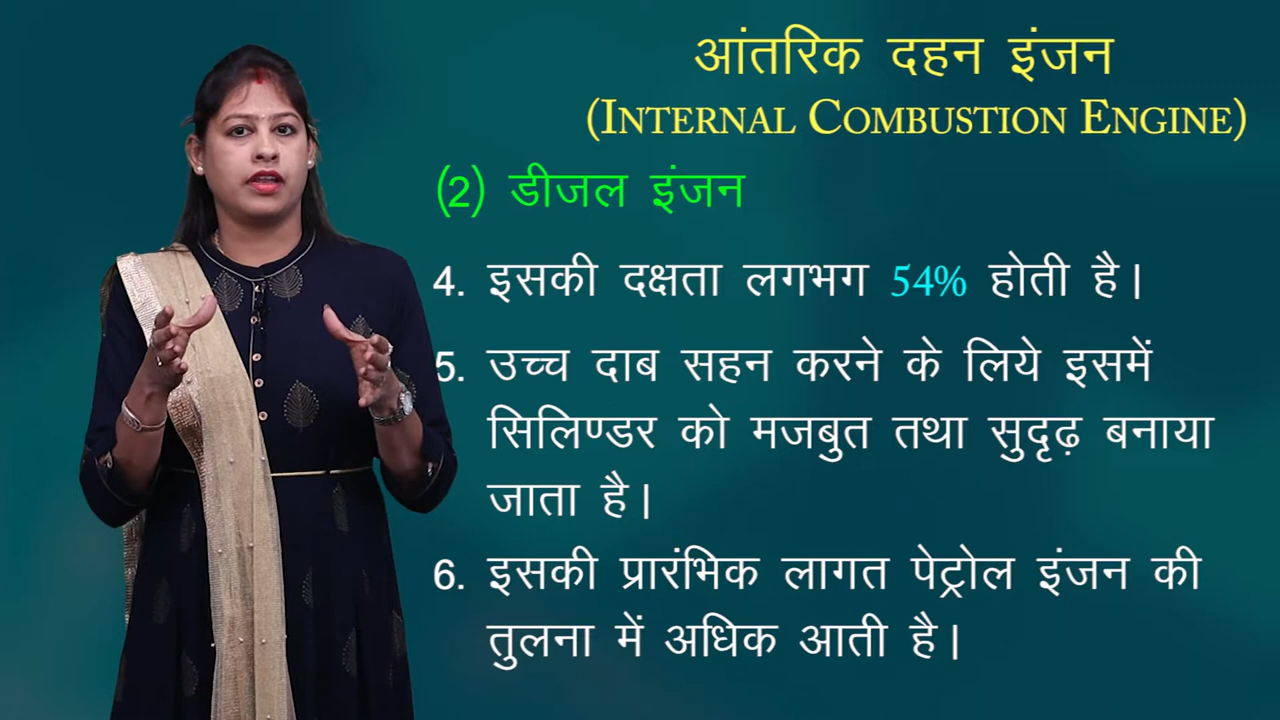 आंतरिक दहन इंजन
(INTERNAL COMBUSTION ENGINE)
(2) डीजल इंजन
4. इसकी दक्षता लगभग 54% होती है।
5. उच्च दाब सहन करने के लिये इसमें
सिलिण्डर को मजबुत तथा सुदृढ़ बनाया
जाता है।
6. इसकी प्रारंभिक लागत पेट्रोल इंजन की
तुलना में अधिक आती है।